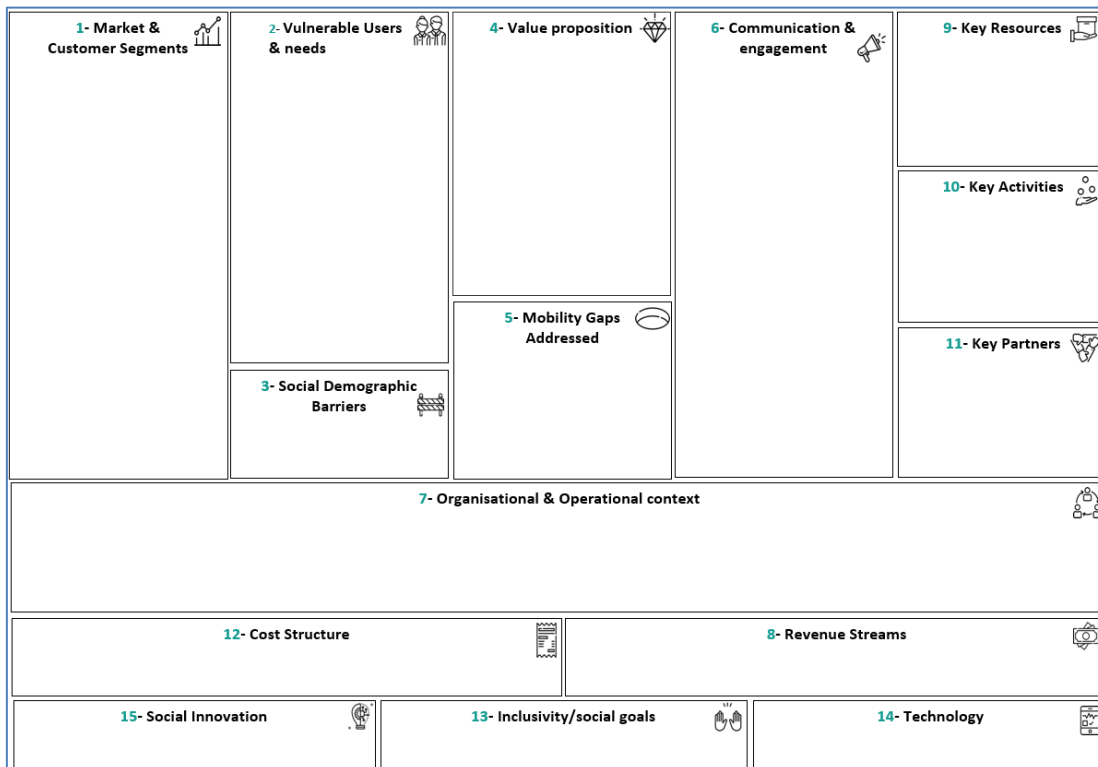 1- Market &
Customer Segments
2- Vulnerable Users
& needs
3- Social Demographic
Barriers
4- Value proposition
5- Mobility Gaps
Addressed
6- Communication &
engagement
9- Key Resources
10- Key Activities
11- Key Partners
7- Organisational & Operational context
12- Cost Structure
8- Revenue Streams
15- Social Innovation
13- Inclusivity/social goals
14- Technology